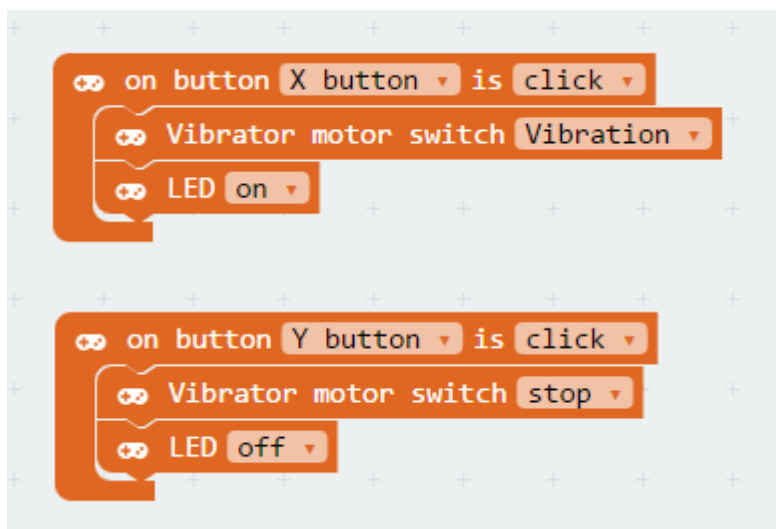 on button X button is click
Vibrator motor switch Vibration
LED on
on button Y button is click
Vibrator motor switch stop
LED off